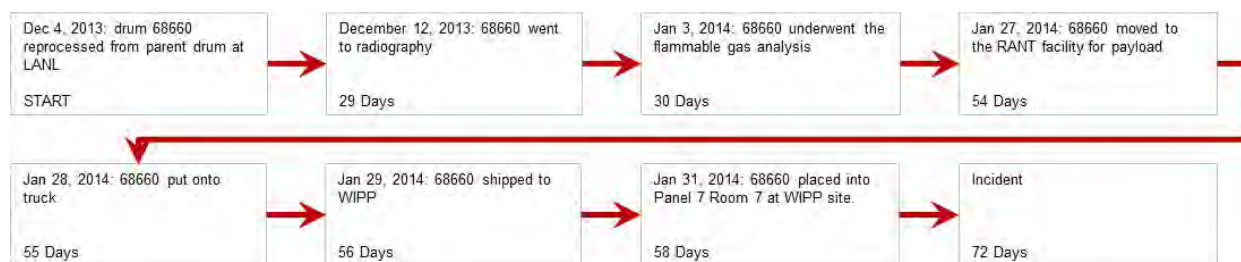 Dec 4, 2013: drum 68660
reprocessed from parent drum at
LANL
START
December 12, 2013: 68660 went
to radiography
29 Days
Jan 3, 2014: 68660 underwent the
flammable gas analysis
30 Days
Jan 27, 2014: 68660 moved to
the RANT facility for payload
54 Days
Jan 28, 2014: 68660 put onto
truck
55 Days
Jan 29, 2014: 68660 shipped to
WIPP
56 Days
Jan 31, 2014: 68660 placed into
Panel 7 Room 7 at WIPP site.
58 Days
Incident
72 Days